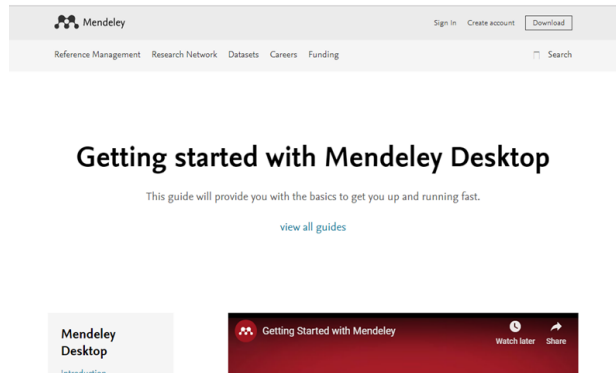 Mendeley
Sign In Create account Download
Reference Management Research Network Datasets Careers Funding Search
Getting started with Mendeley Desktop
This guide will provide you with the basics to get you up and running fast.
view all guides
Mendeley
Desktop
Introduction
Getting Started with Mendeley
Watch later Share